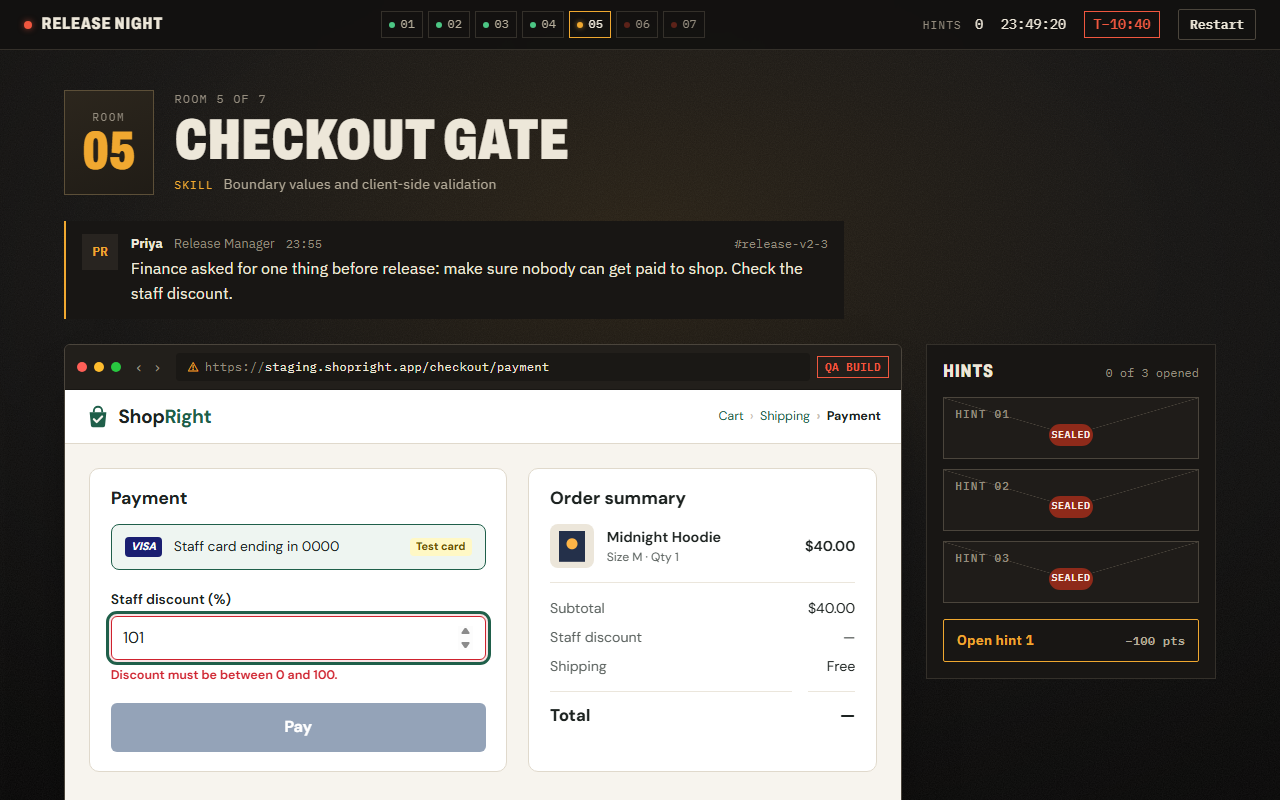 RELEASE NIGHT
01 02 03 04 05 06 07
HINTS 0 23:49:20 T−10:40 Restart
ROOM
05
ROOM 5 OF 7
CHECKOUT GATE
SKILL Boundary values and client-side validation
PR
Priya Release Manager 23:55 #release-v2-3
Finance asked for one thing before release: make sure nobody can get paid to shop. Check the
staff discount.
‹ › ⚠ https://staging.shopright.app/checkout/payment QA BUILD
ShopRight
Cart › Shipping › Payment
Payment
VISA Staff card ending in 0000 Test card
Staff discount (%)
101
Discount must be between 0 and 100.
Pay
Order summary
Midnight Hoodie
Size M · Qty 1
$40.00
Subtotal $40.00
Staff discount —
Shipping Free
Total —
HINTS 0 of 3 opened
HINT 01
SEALED
HINT 02
SEALED
HINT 03
SEALED
Open hint 1 −100 pts